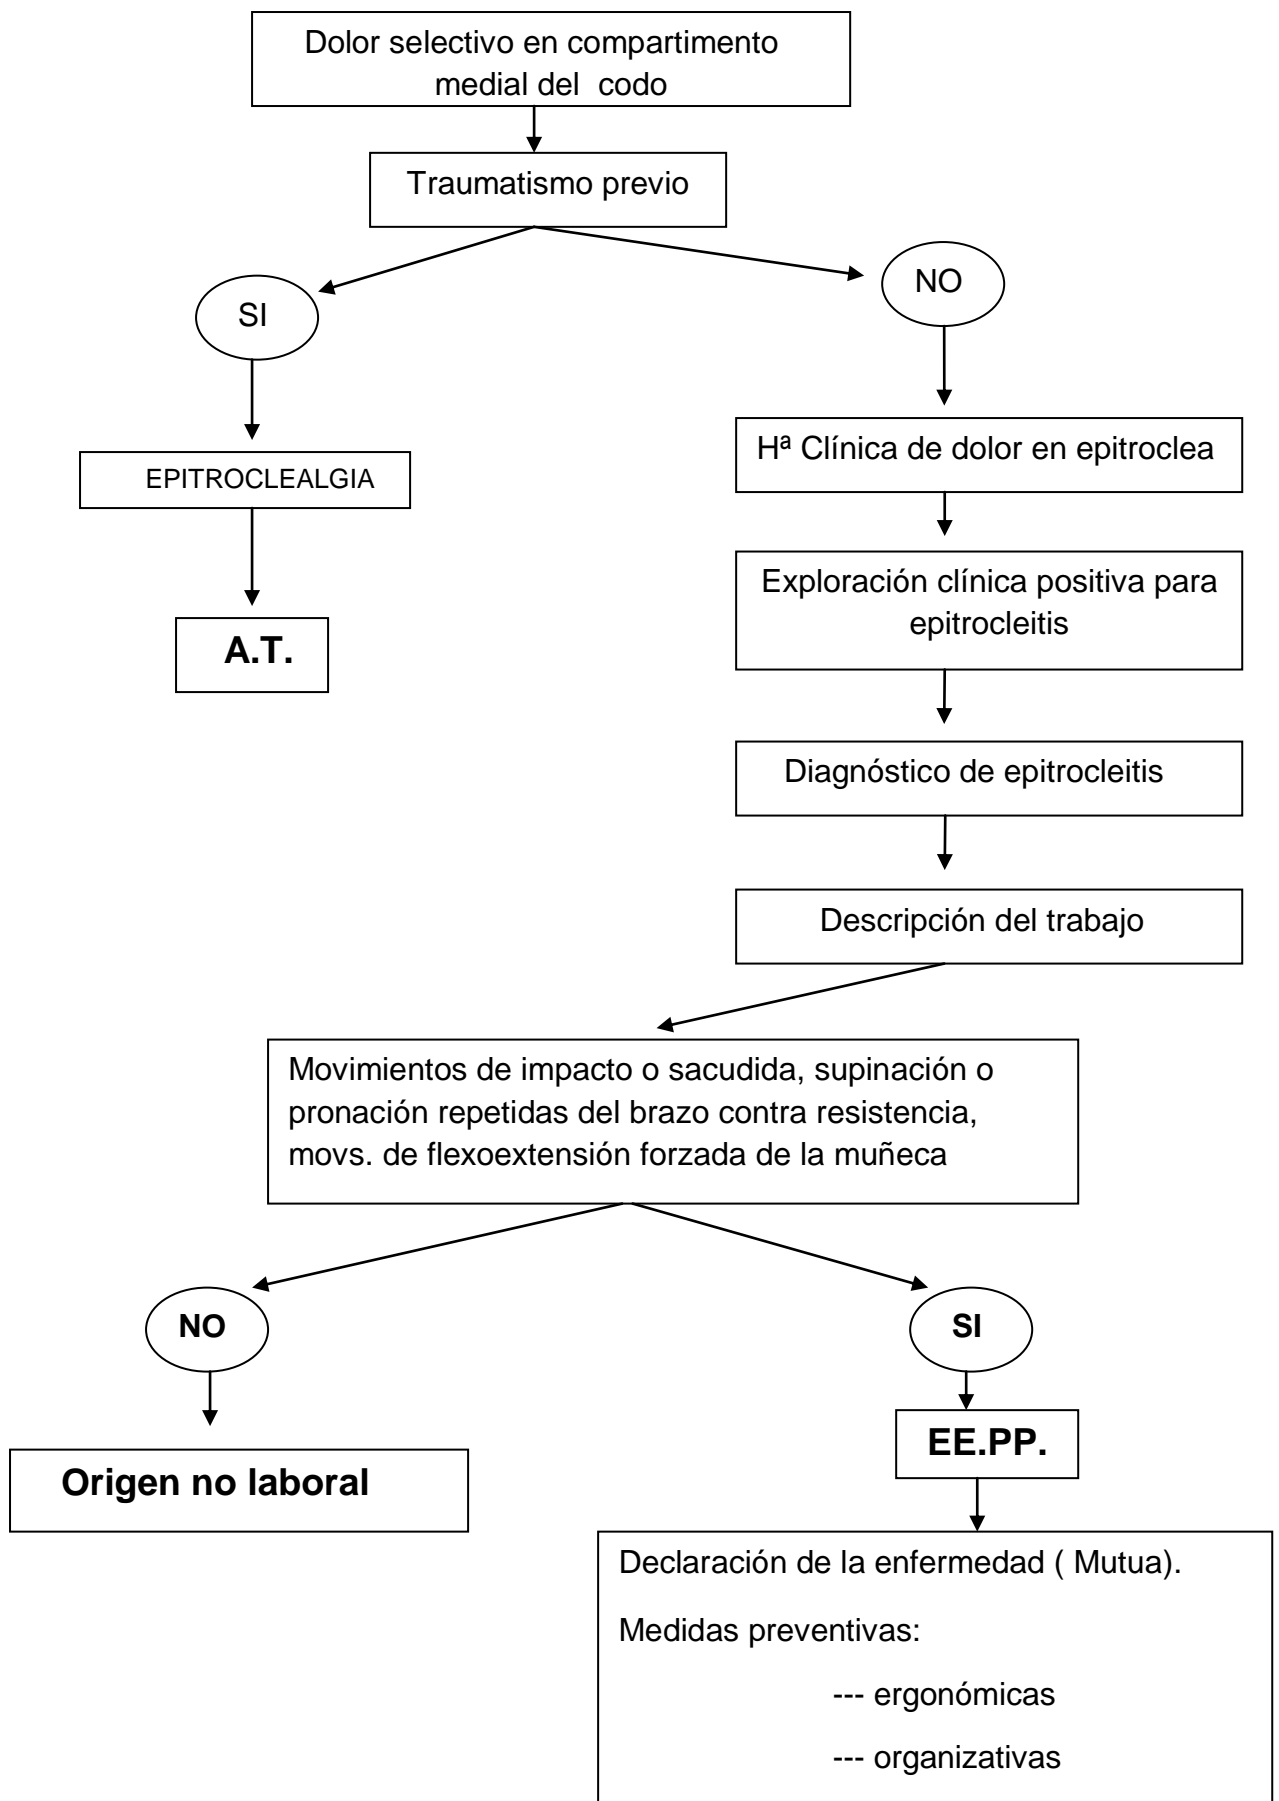 Dolor selectivo en compartimento
medial del codo
Traumatismo previo
SI
NO
EPITROCLEALGIA
Hª Clínica de dolor en epitroclea
Exploración clínica positiva para
epitrocleitis
A.T.
Diagnóstico de epitrocleitis
Descripción del trabajo
Movimientos de impacto o sacudida, supinación o
pronación repetidas del brazo contra resistencia,
movs. de flexoextensión forzada de la muñeca
NO
SI
EE.PP.
Origen no laboral
Declaración de la enfermedad ( Mutua).
Medidas preventivas:
--- ergonómicas
--- organizativas